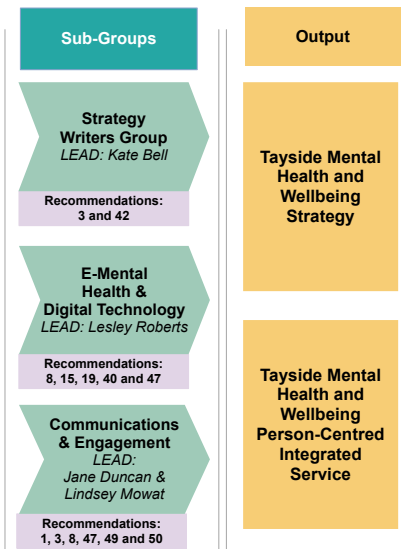 Sub-Groups
Strategy
Writers Group
LEAD: Kate Bell
Recommendations:
3 and 42
E-Mental
Health &
Digital Technology
LEAD: Lesley Roberts
Recommendations:
8, 15, 19, 40 and 47
Communications
& Engagement
LEAD:
Jane Duncan &
Lindsey Mowat
Recommendations:
1, 3, 8, 47, 49 and 50
Output
Tayside Mental
Health and
Wellbeing
Strategy
Tayside Mental
Health and
Wellbeing
Person-Centred
Integrated
Service